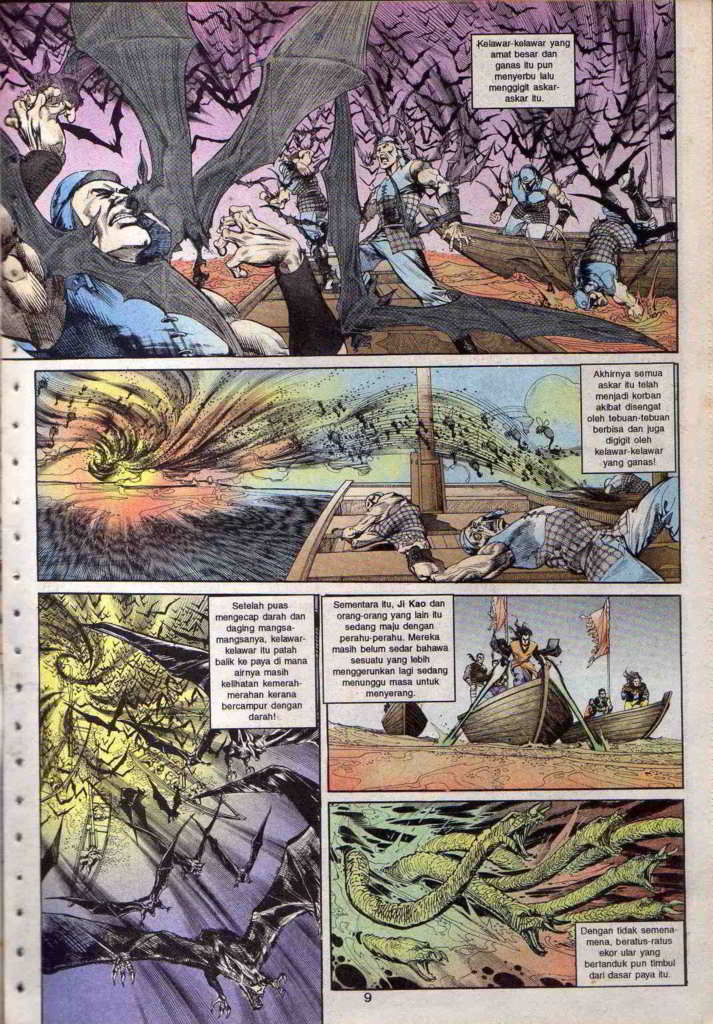 Kelawar-kelawar yang
amat besar dan
ganas itu pun
menyerbu lalu
menggigit askar-
askar itu.
Akhirnya semua
askar itu telah
menjadi korban
akibat disengat
oleh tebuan-tebuan
berbisa dan juga
digigit oleh
kelawar-kelawar
yang ganas!
Setelah puas
mengecap darah dan
daging mangsa-
mangsanya, kelawar-
kelawar itu patah
balik ke paya di mana
airnya masih
kelihatan kemerah-
merahan kerana
bercampur dengan
darah!
Sementara itu, Ji Kao dan
orang-orang yang lain itu
sedang maju dengan
perahu-perahu. Mereka
masih belum sedar bahawa
sesuatu yang lebih
menggerunkan lagi sedang
menunggu masa untuk
menyerang.
Dengan tidak semena-
mena, beratus-ratus
ekor ular yang
bertanduk pun timbul
dari dasar paya itu.
9